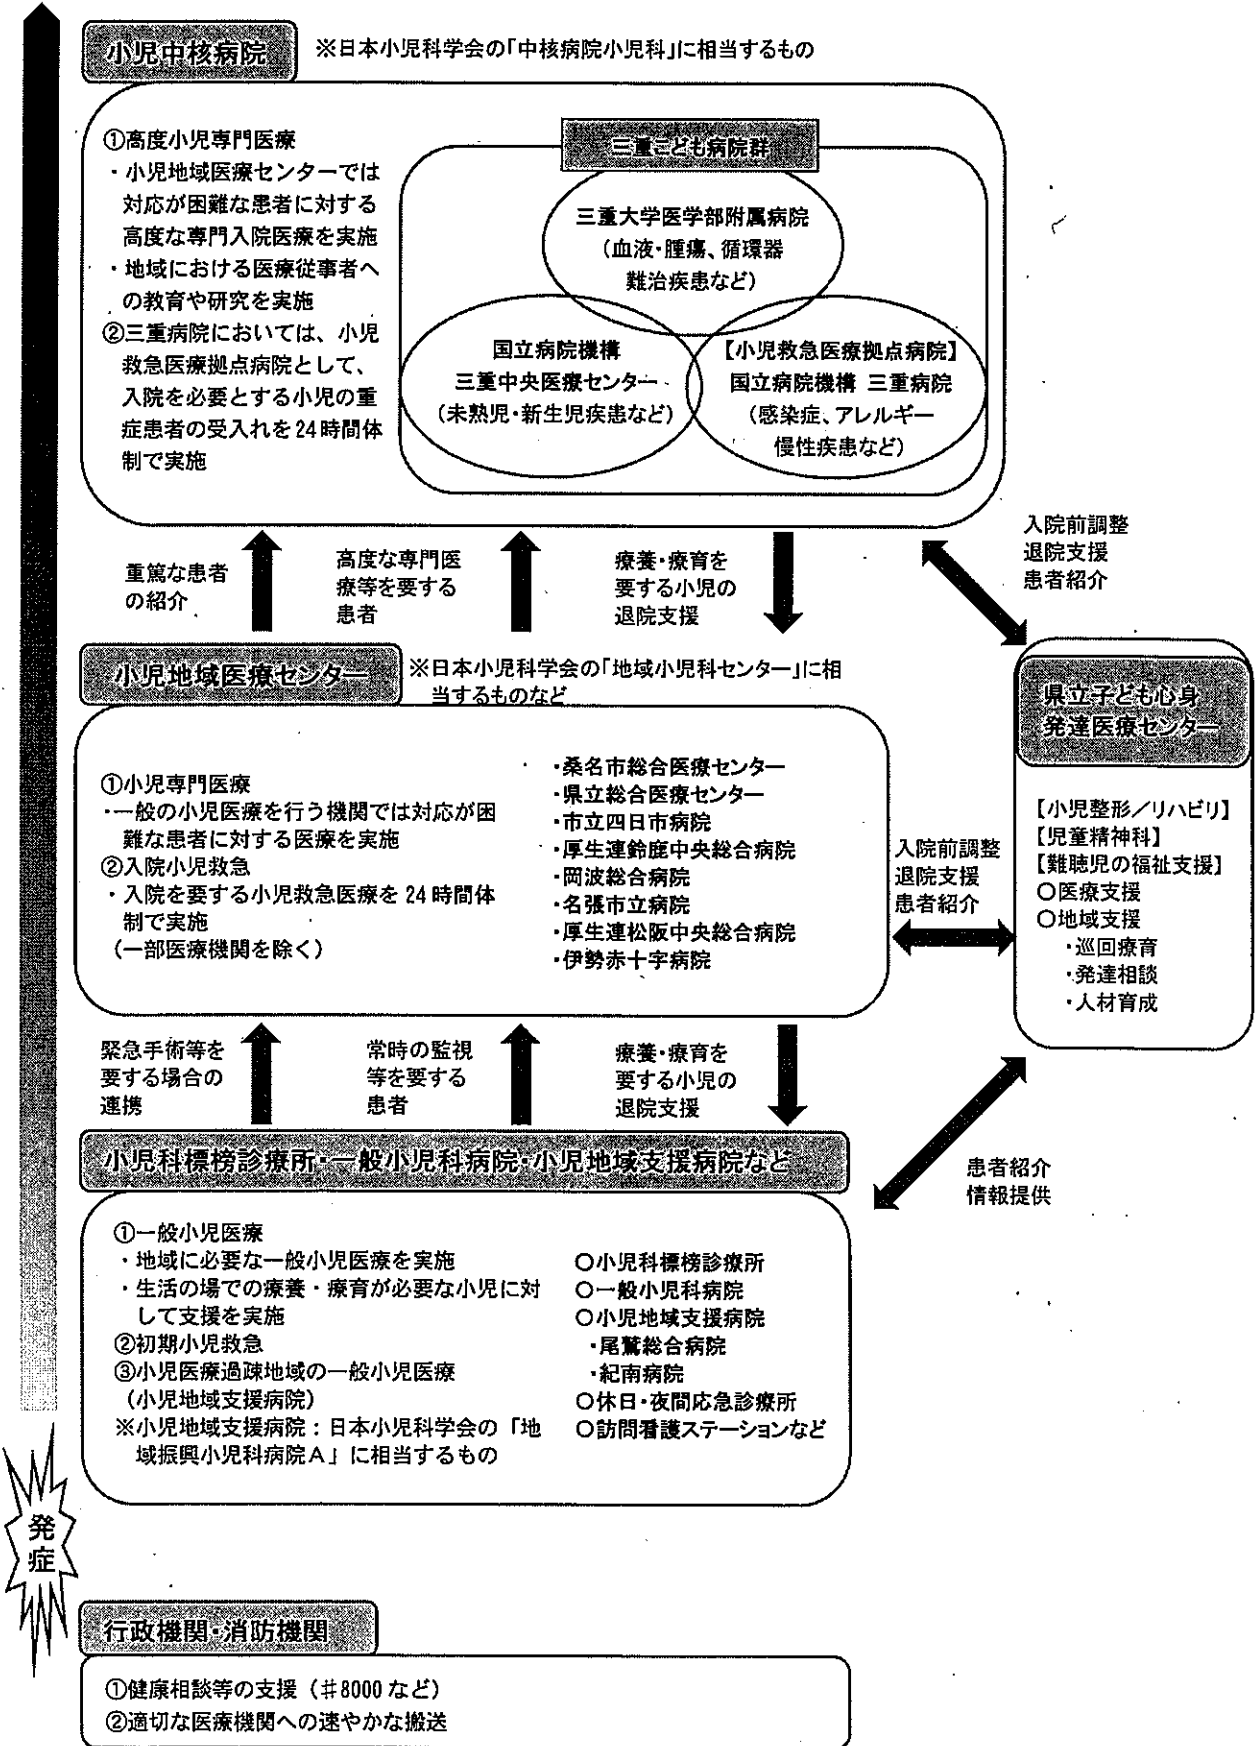 小児中核病院
※日本小児科学会の「中核病院小児科」に相当するもの
①高度小児専門医療
・小児地域医療センターでは
対応が困難な患者に対する
高度な専門入院医療を実施
・地域における医療従事者へ
の教育や研究を実施
②三重病院においては、小児
救急医療拠点病院として、
入院を必要とする小児の重
症患者の受入れを24時間体
制で実施
三重こども病院群
三重大学医学部附属病院
(血液・腫瘍、循環器
難治疾患など)
国立病院機構
三重中央医療センター
(未熟児・新生児疾患など)
【小児救急医療拠点病院】
国立病院機構 三重病院
(感染症、アレルギー
慢性疾患など)
重篤な患者
の紹介
高度な専門医
療等を要する
患者
療養・療育を
要する小児の
退院支援
入院前調整
退院支援
患者紹介
小児地域医療センター
※日本小児科学会の「地域小児科センター」に相
当するものなど
①小児専門医療
・一般の小児医療を行う機関では対応が困
難な患者に対する医療を実施
②入院小児救急
・入院を要する小児救急医療を24時間体
制で実施
(一部医療機関を除く)
・桑名市総合医療センター
・県立総合医療センター
・市立四日市病院
・厚生連鈴鹿中央総合病院
・岡波総合病院
・名張市立病院
・厚生連松阪中央総合病院
・伊勢赤十字病院
入院前調整
退院支援
患者紹介
県立子ども心身
発達医療センター
【小児整形/リハビリ】
【児童精神科】
【難聴児の福祉支援】
○医療支援
○地域支援
・巡回療育
・発達相談
・人材育成
緊急手術等を
要する場合の
連携
常時の監視
等を要する
患者
療養・療育を
要する小児の
退院支援
患者紹介
情報提供
小児科標榜診療所・一般小児科病院・小児地域支援病院など
①一般小児医療
・地域に必要な一般小児医療を実施
・生活の場での療養・療育が必要な小児に対
して支援を実施
②初期小児救急
③小児医療過疎地域の一般小児医療
(小児地域支援病院)
※小児地域支援病院:日本小児科学会の「地
域振興小児科病院A」に相当するもの
○小児科標榜診療所
○一般小児科病院
○小児地域支援病院
・尾鷲総合病院
・紀南病院
○休日・夜間応急診療所
○訪問看護ステーションなど
発
症
行政機関・消防機関
①健康相談等の支援(#8000など)
②適切な医療機関への速やかな搬送